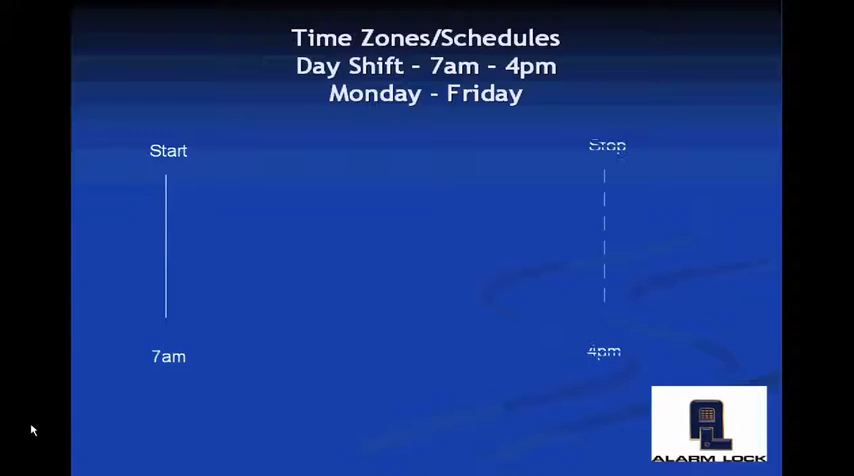 Time Zones/Schedules
Day Shift - 7am - 4pm
Monday - Friday
Start
Stop
7am
4pm
ALARM LOCK